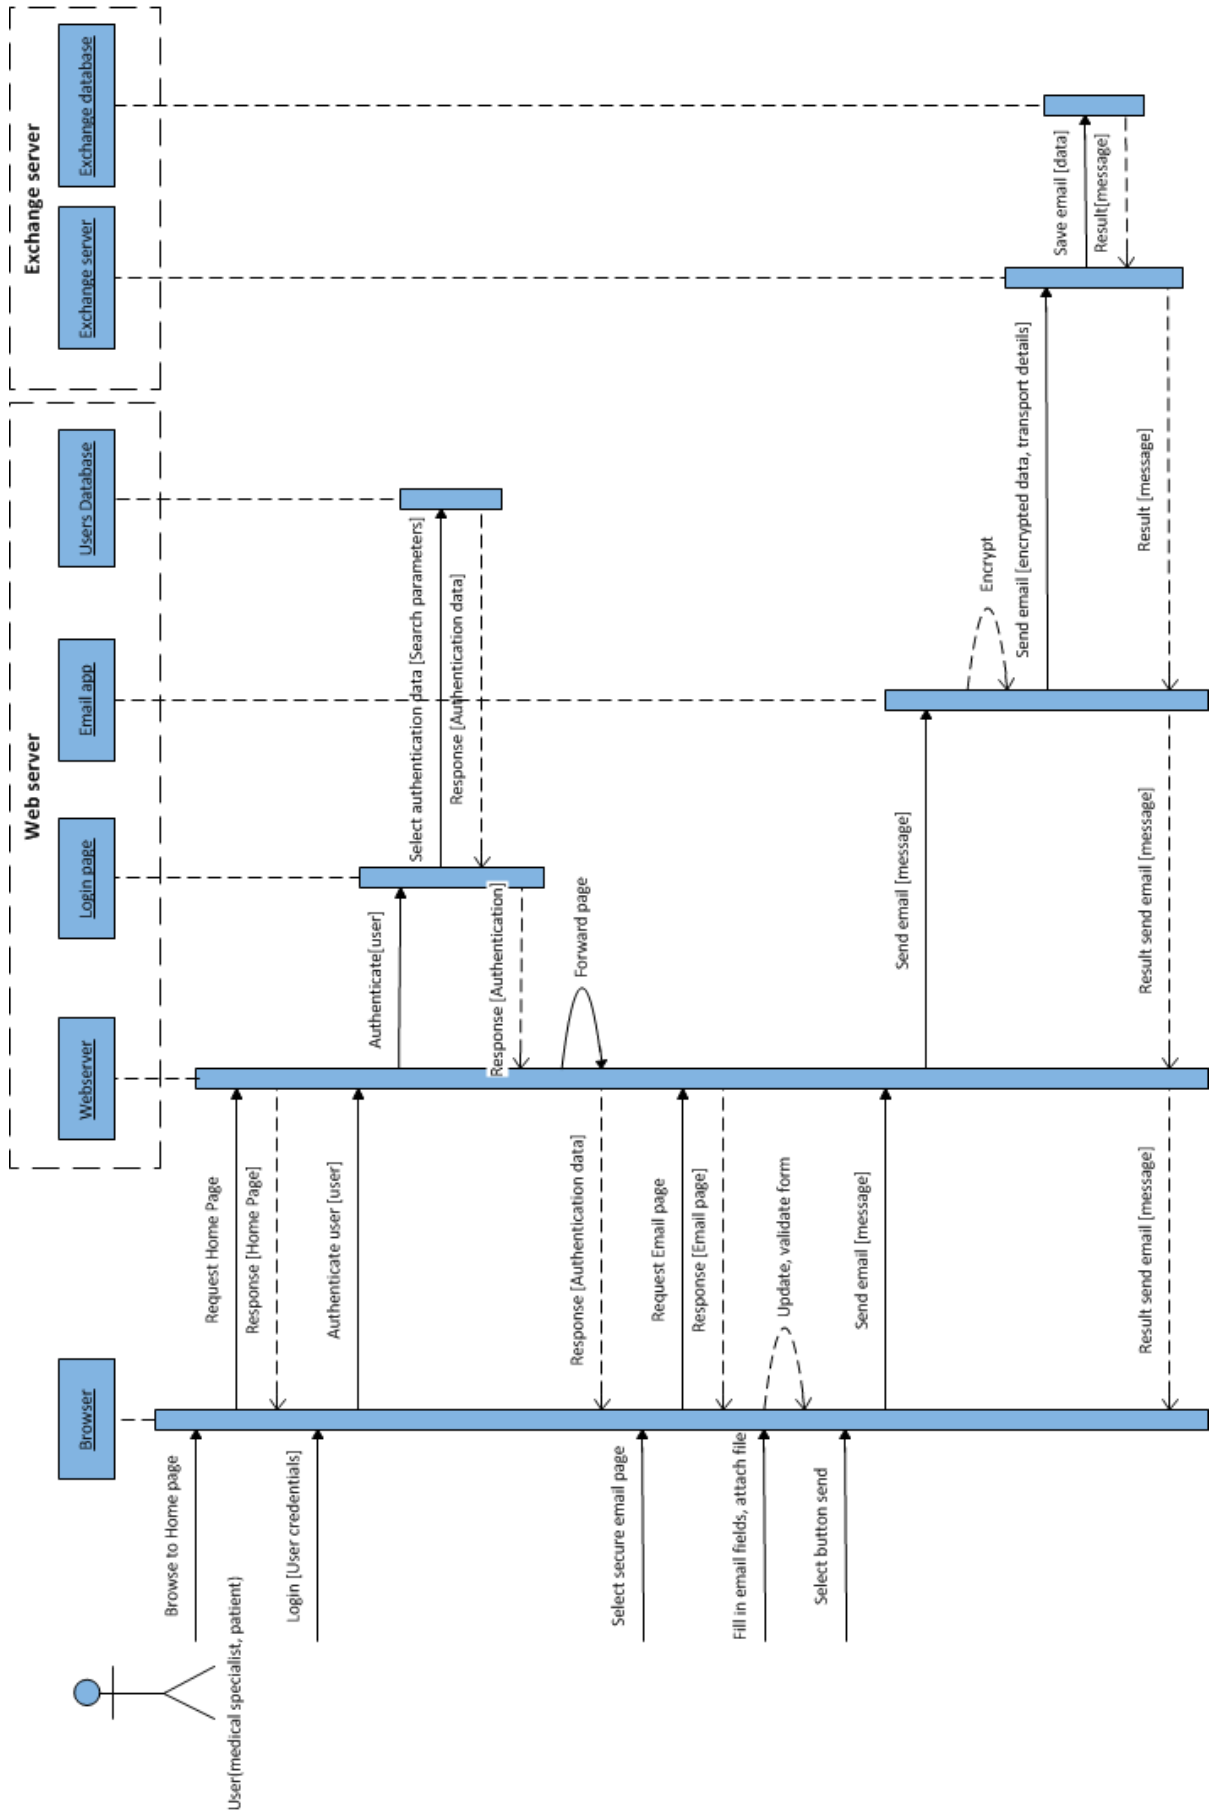 Web server
Exchange server
Browser
Webserver
Login page
Email app
Users Database
Exchange server
Exchange database
User(medical specialist, patient)
Browse to Home page
Request Home Page
Response [Home Page]
Login [User credentials]
Authenticate user [user]
Authenticate[user]
Select authentication data [Search parameters]
Response [Authentication data]
Response [Authentication]
Forward page
Response [Authentication data]
Select secure email page
Request Email page
Response [Email page]
Fill in email fields, attach file
Update, validate form
Select button send
Send email [message]
Send email [message]
Encrypt
Send email [encrypted data, transport details]
Save email [data]
Result[message]
Result [message]
Result send email [message]
Result send email [message]